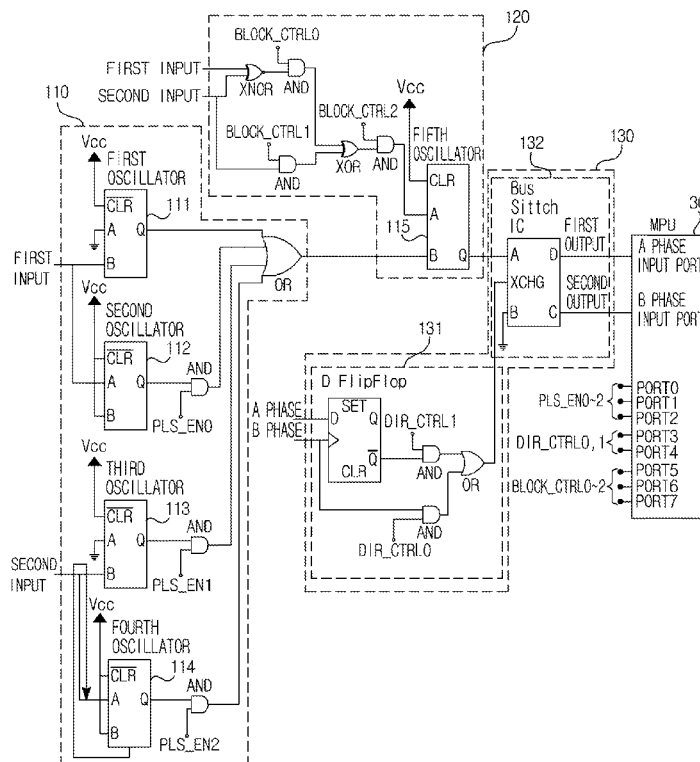 120
BLOCK_CTRL0
FIRST INPUT
SECOND INPUT
XNOR
AND
Vcc
110
BLOCK_CTRL1
BLOCK_CTRL2
AND
XOR
AND
FIFTH
OSCILLATOR
CLR
A
B
Q
115
132
130
Bus
Sittch
IC
FIRST
OUTPUT
SECOND
OUTPUT
A
D
XCHG
B
C
MPU
A PHASE
INPUT PORT
B PHASE
INPUT PORT
Vcc
FIRST
OSCILLATOR
111
CLR
A
Q
B
FIRST
INPUT
OR
Vcc
SECOND
OSCILLATOR
112
CLR
A
Q
B
AND
PLS_EN0
131
D FlipFlop
A PHASE
B PHASE
SET
D
Q
Q
CLR
DIR_CTRL1
AND
OR
AND
DIR_CTRL0
PLS_EN0~2
PORT0
PORT1
PORT2
DIR_CTRL0,1
PORT3
PORT4
BLOCK_CTRL0~2
PORT5
PORT6
PORT7
Vcc
THIRD
OSCILLATOR
113
CLR
A
Q
B
AND
PLS_EN1
SECOND
INPUT
Vcc
FOURTH
OSCILLATOR
114
CLR
A
Q
B
AND
PLS_EN2